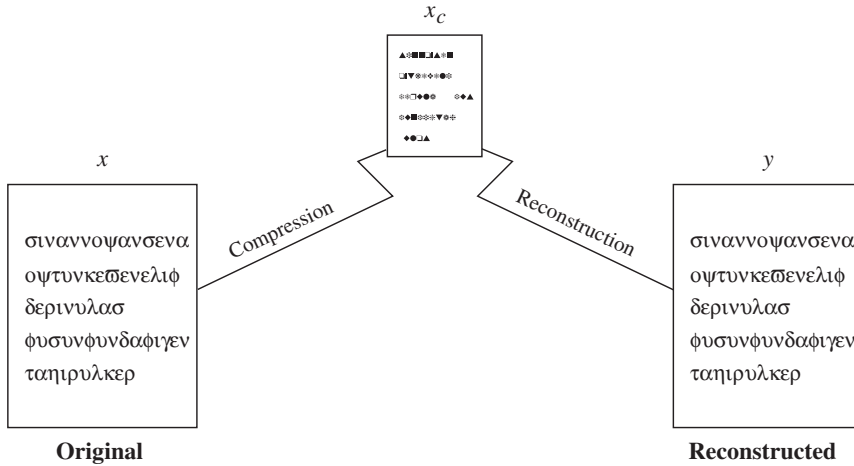 x_c
▲❄■■❑▲✳■
❑▼❅✳❖✳●❄
✳✳❒◆●❁ ❄◆▲
❄◆■❄❇✳▼❁✠
◆●❑▲
x
y
Compression
Reconstruction
σιναννοψανσενα
οψτυνκεϖενελιφ
δερινυλασ
φυσυνφυνδαφιγεν
ταηιρυλκερ
σιναννοψανσενα
οψτυνκεϖενελιφ
δερινυλασ
φυσυνφυνδαφιγεν
ταηιρυλκερ
Original
Reconstructed